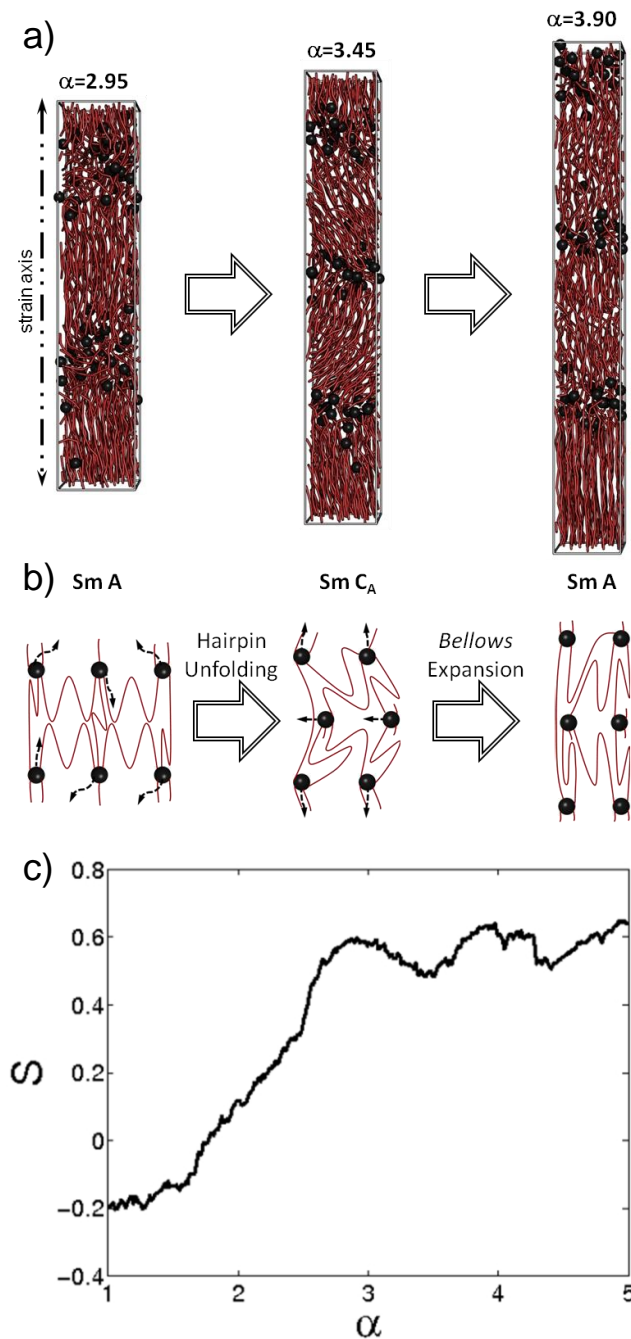 a)
α=2.95
α=3.45
α=3.90
strain axis
b)
Sm A
Sm C_A
Sm A
Hairpin
Unfolding
Bellows
Expansion
c)
0.8
0.6
0.4
0.2
0
−0.2
−0.4
S
1
2
3
4
5
α